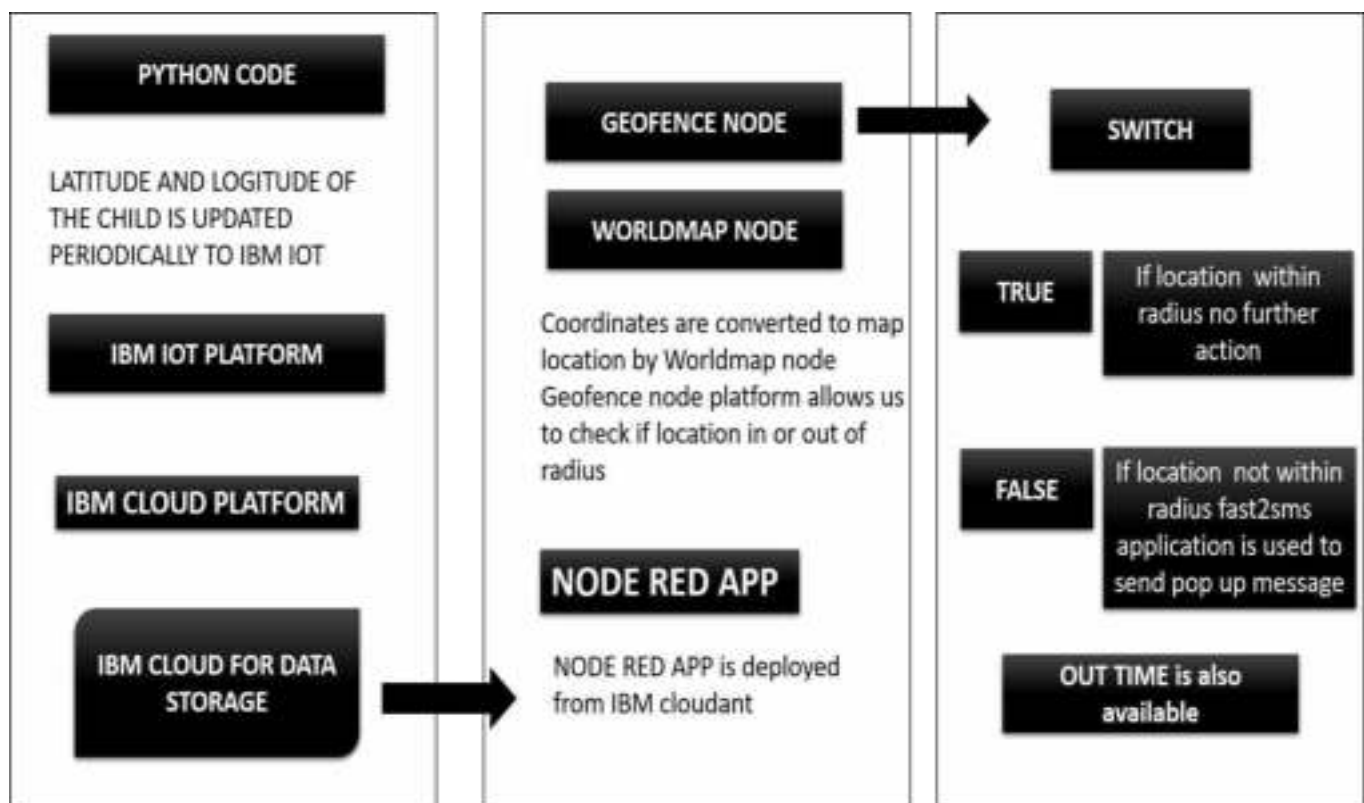 PYTHON CODE
LATITUDE AND LOGITUDE OF
THE CHILD IS UPDATED
PERIODICALLY TO IBM IOT
IBM IOT PLATFORM
IBM CLOUD PLATFORM
IBM CLOUD FOR DATA
STORAGE
GEOFENCE NODE
WORLDMAP NODE
Coordinates are converted to map
location by Worldmap node
Geofence node platform allows us
to check if location in or out of
radius
NODE RED APP
NODE RED APP is deployed
from IBM cloudant
SWITCH
TRUE
If location within
radius no further
action
FALSE
If location not within
radius fast2sms
application is used to
send pop up message
OUT TIME is also
available